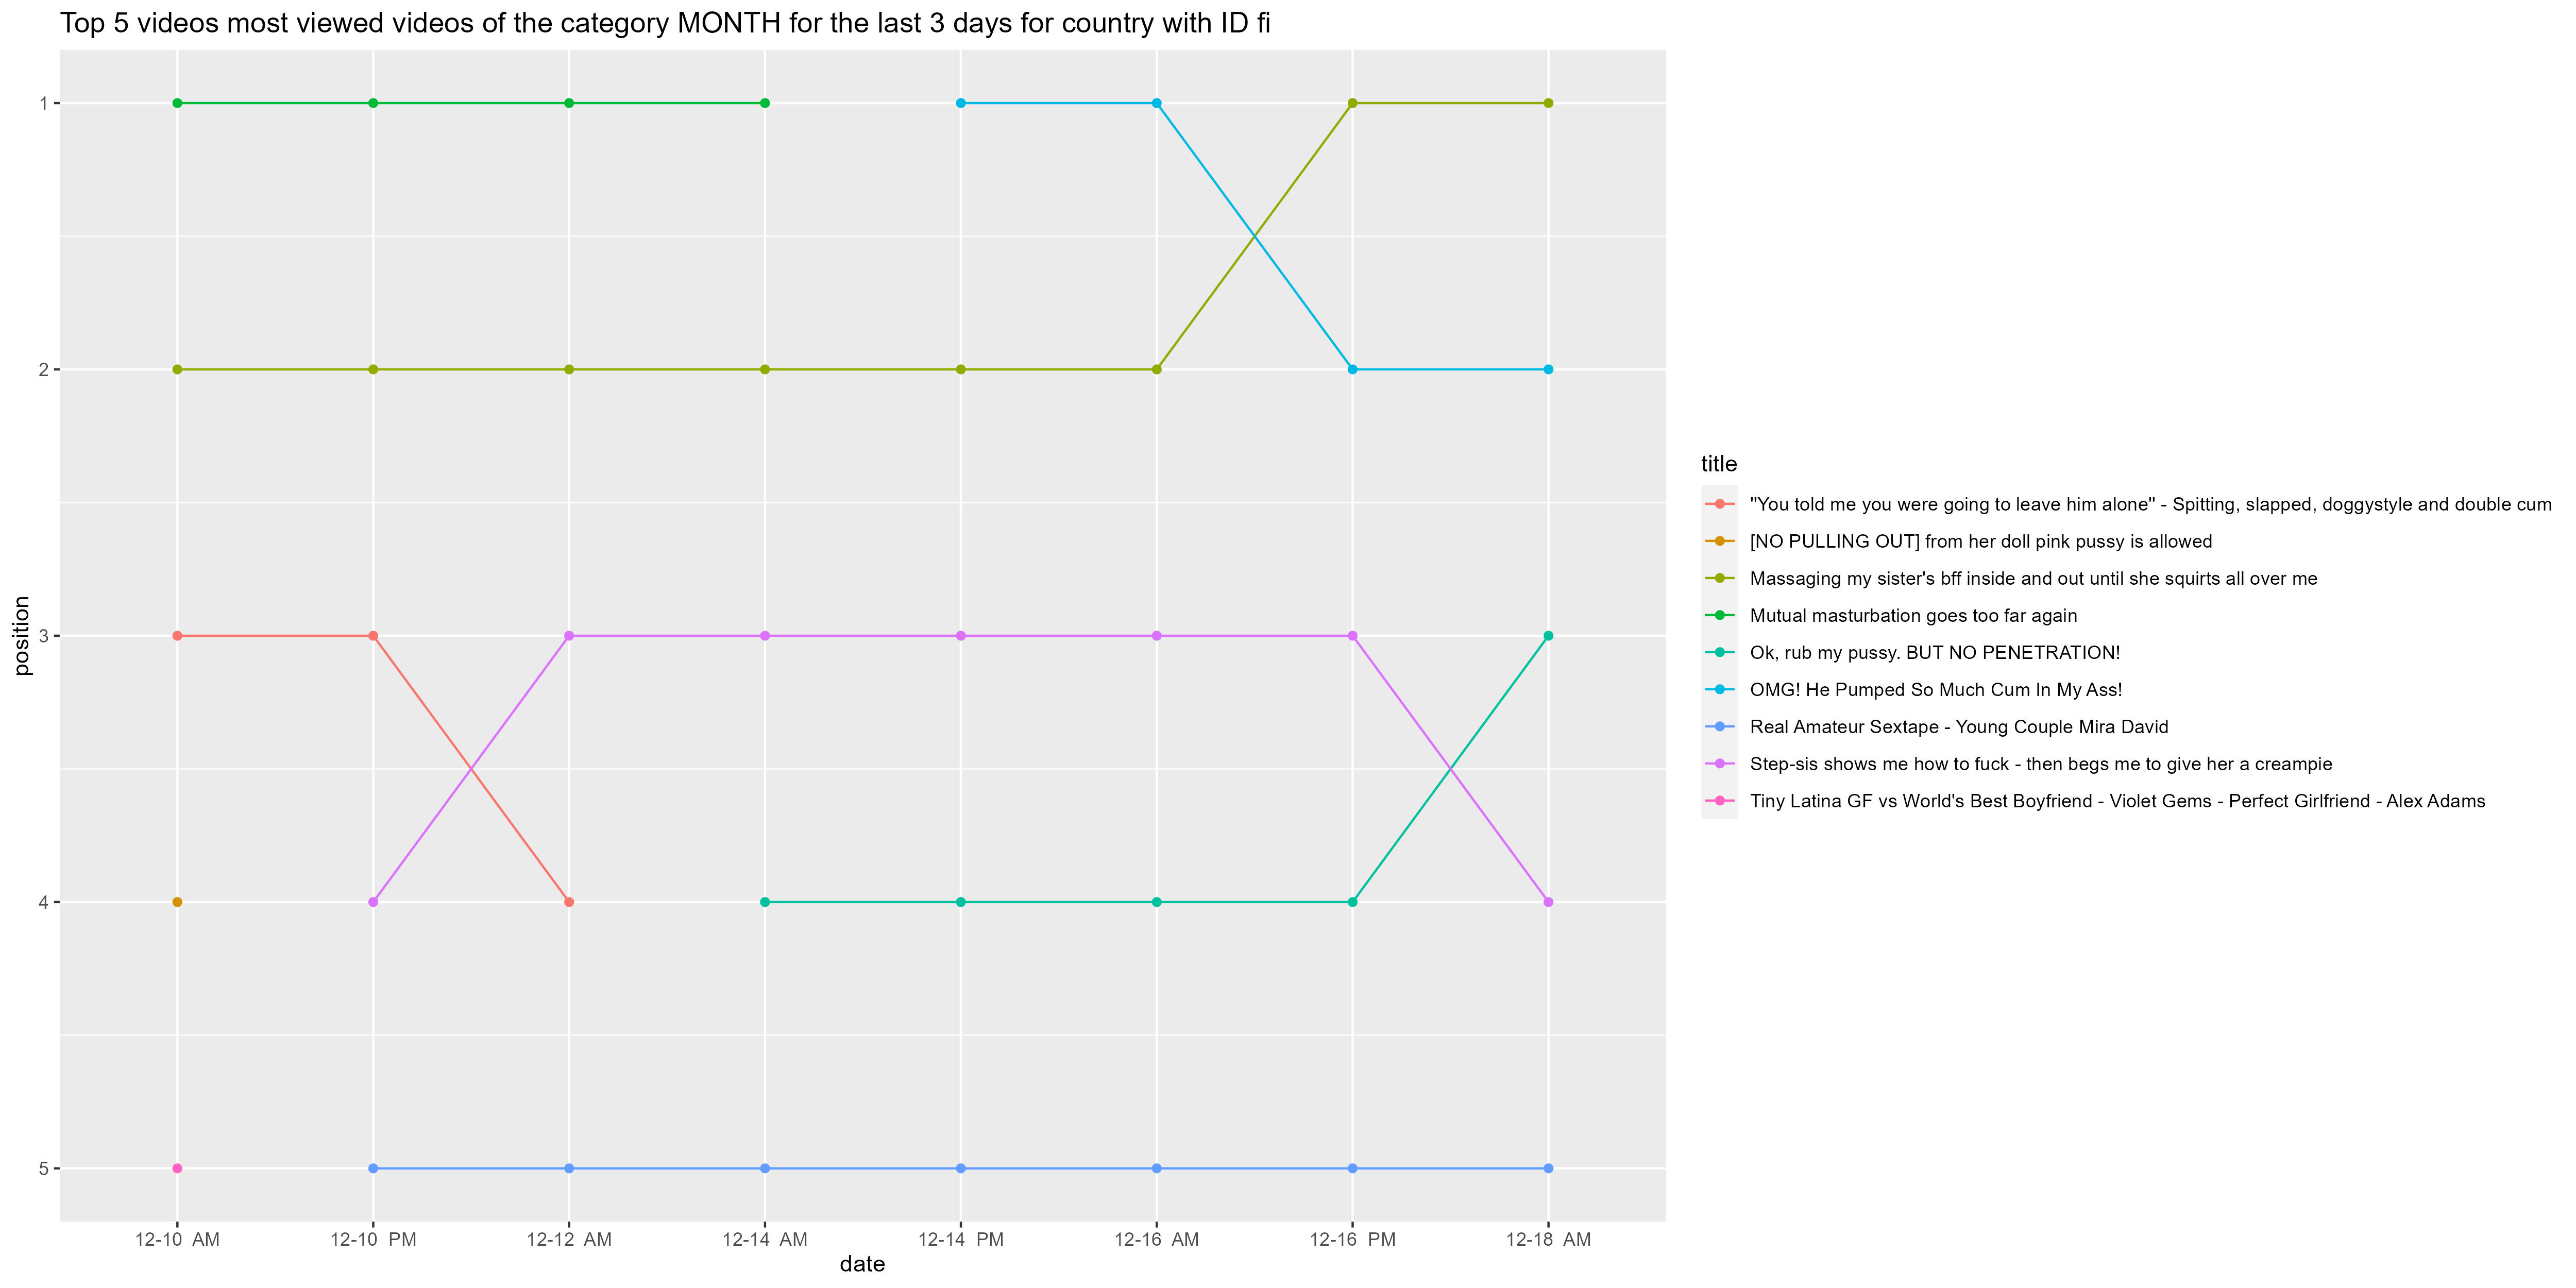 Top 5 videos most viewed videos of the category MONTH for the last 3 days for country with ID fi
position
1
2
3
4
5
12-10 AM
12-10 PM
12-12 AM
12-14 AM
12-14 PM
12-16 AM
12-16 PM
12-18 AM
date
title
"You told me you were going to leave him alone" - Spitting, slapped, doggystyle and double cum
[NO PULLING OUT] from her doll pink pussy is allowed
Massaging my sister's bff inside and out until she squirts all over me
Mutual masturbation goes too far again
Ok, rub my pussy. BUT NO PENETRATION!
OMG! He Pumped So Much Cum In My Ass!
Real Amateur Sextape - Young Couple Mira David
Step-sis shows me how to fuck - then begs me to give her a creampie
Tiny Latina GF vs World's Best Boyfriend - Violet Gems - Perfect Girlfriend - Alex Adams